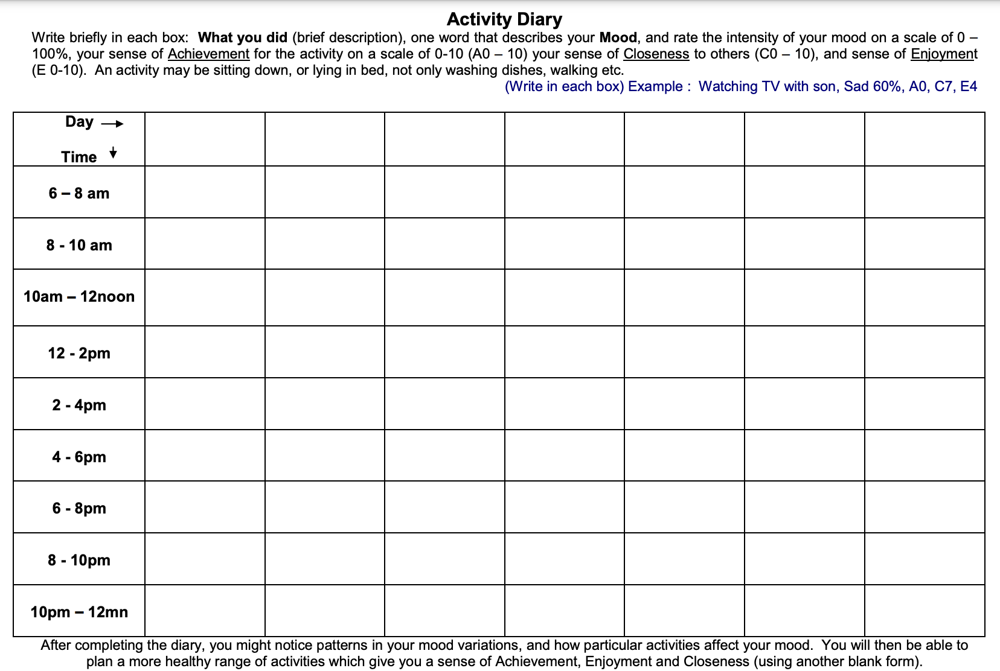 Activity Diary
Write briefly in each box:  What you did (brief description), one word that describes your Mood, and rate the intensity of your mood on a scale of 0 –
100%, your sense of Achievement for the activity on a scale of 0-10 (A0 – 10) your sense of Closeness to others (C0 – 10), and sense of Enjoyment
(E 0-10).  An activity may be sitting down, or lying in bed, not only washing dishes, walking etc.
(Write in each box) Example :  Watching TV with son, Sad 60%, A0, C7, E4
Day →
Time ↓
6 – 8 am
8 - 10 am
10am – 12noon
12 - 2pm
2 - 4pm
4 - 6pm
6 - 8pm
8 - 10pm
10pm – 12mn
After completing the diary, you might notice patterns in your mood variations, and how particular activities affect your mood.  You will then be able to
plan a more healthy range of activities which give you a sense of Achievement, Enjoyment and Closeness (using another blank form).